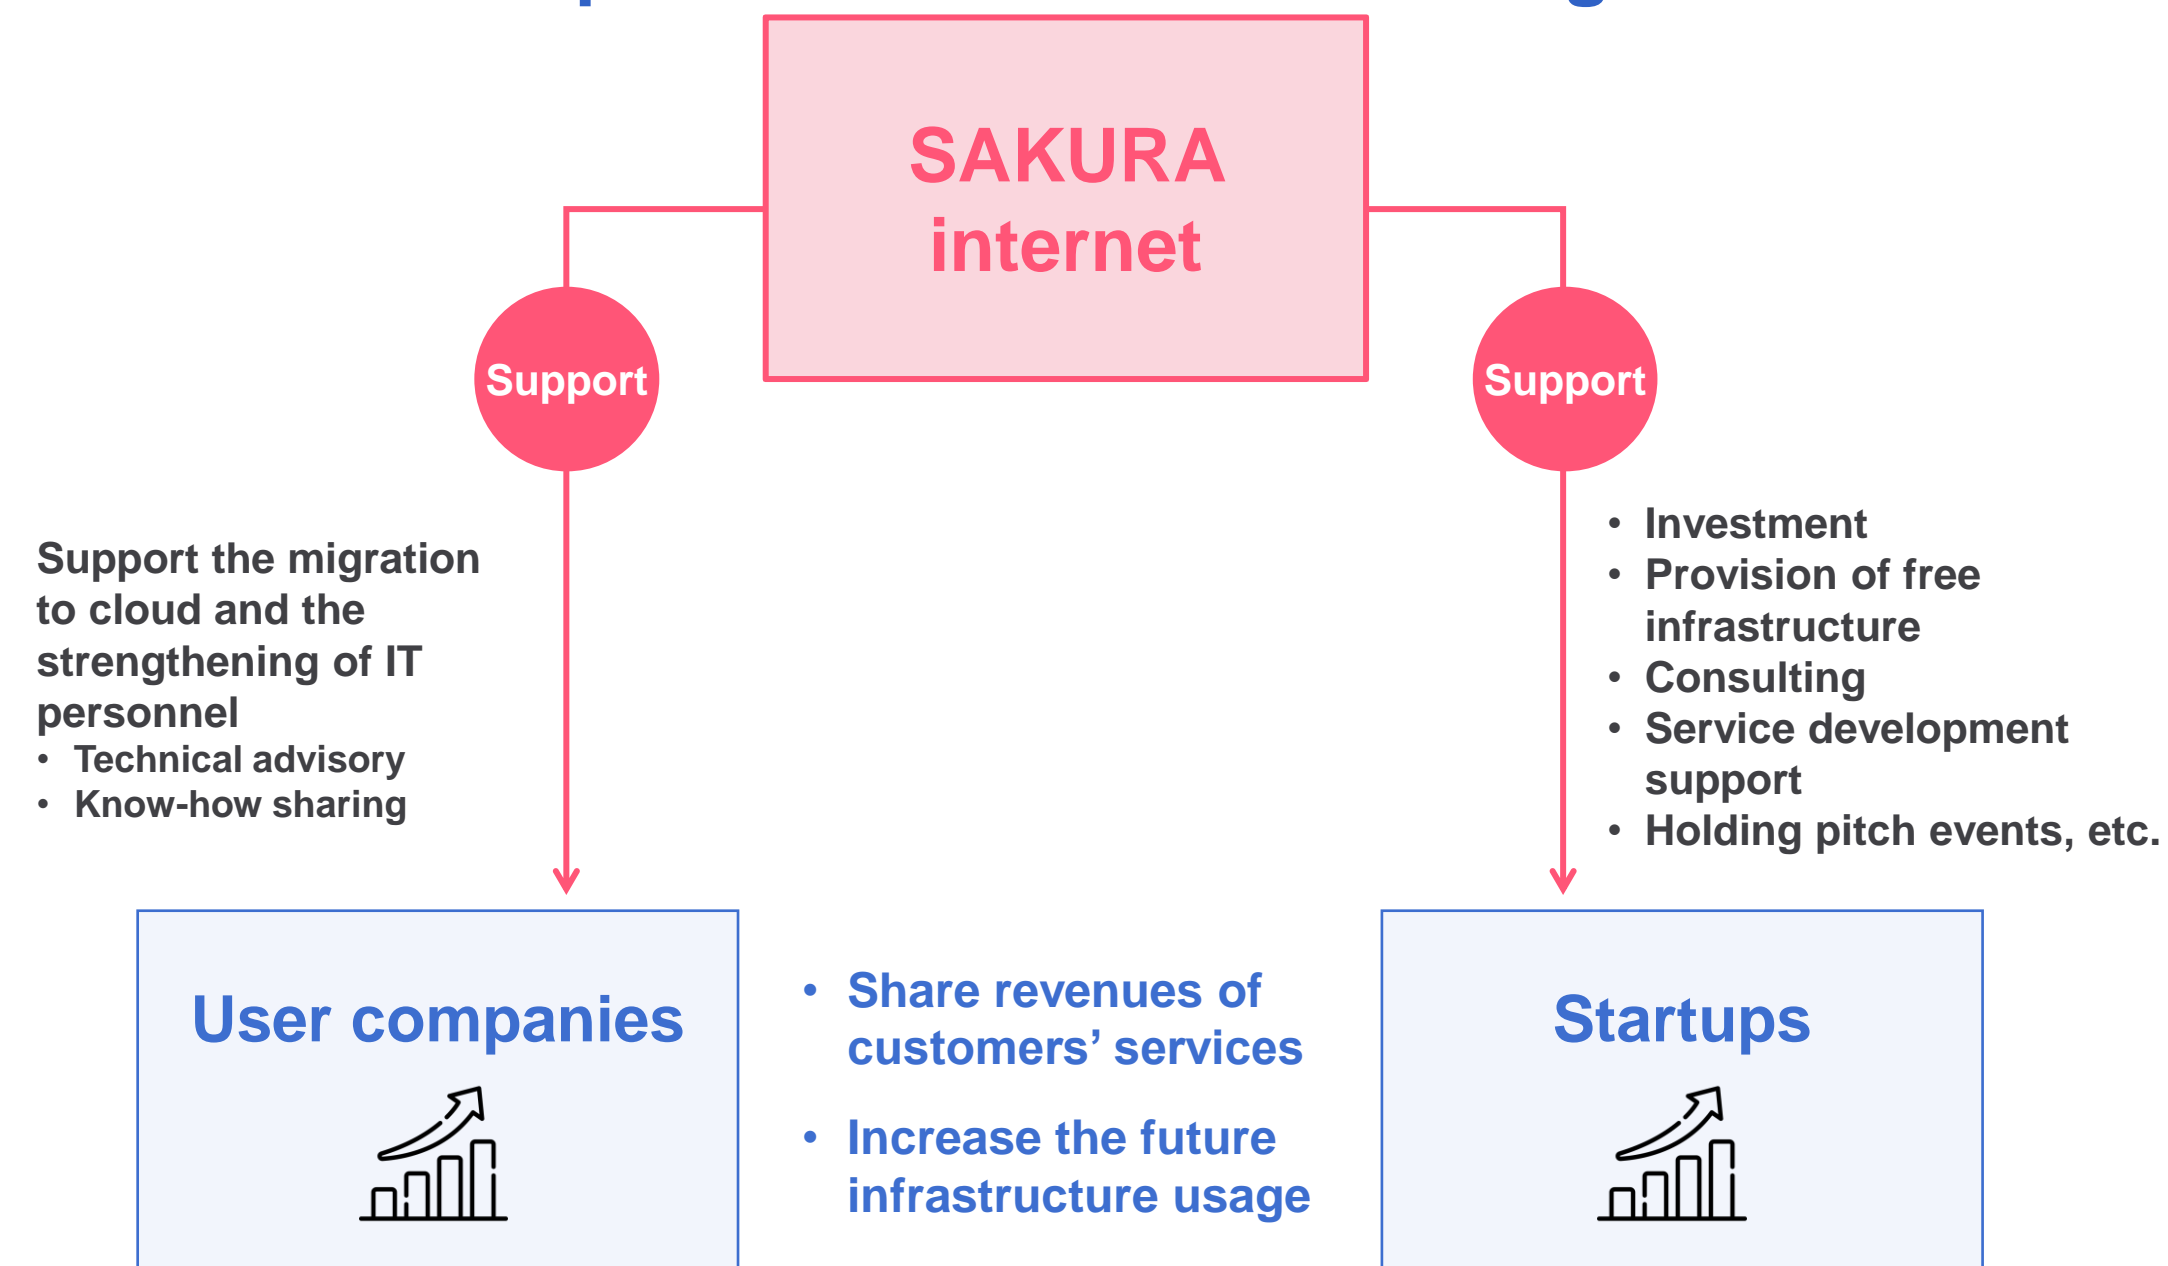 SAKURA
internet
Support
Support
Support the migration
to cloud and the
strengthening of IT
personnel
• Technical advisory
• Know-how sharing
• Investment
• Provision of free
infrastructure
• Consulting
• Service development
support
• Holding pitch events, etc.
User companies
• Share revenues of
customers’ services
• Increase the future
infrastructure usage
Startups